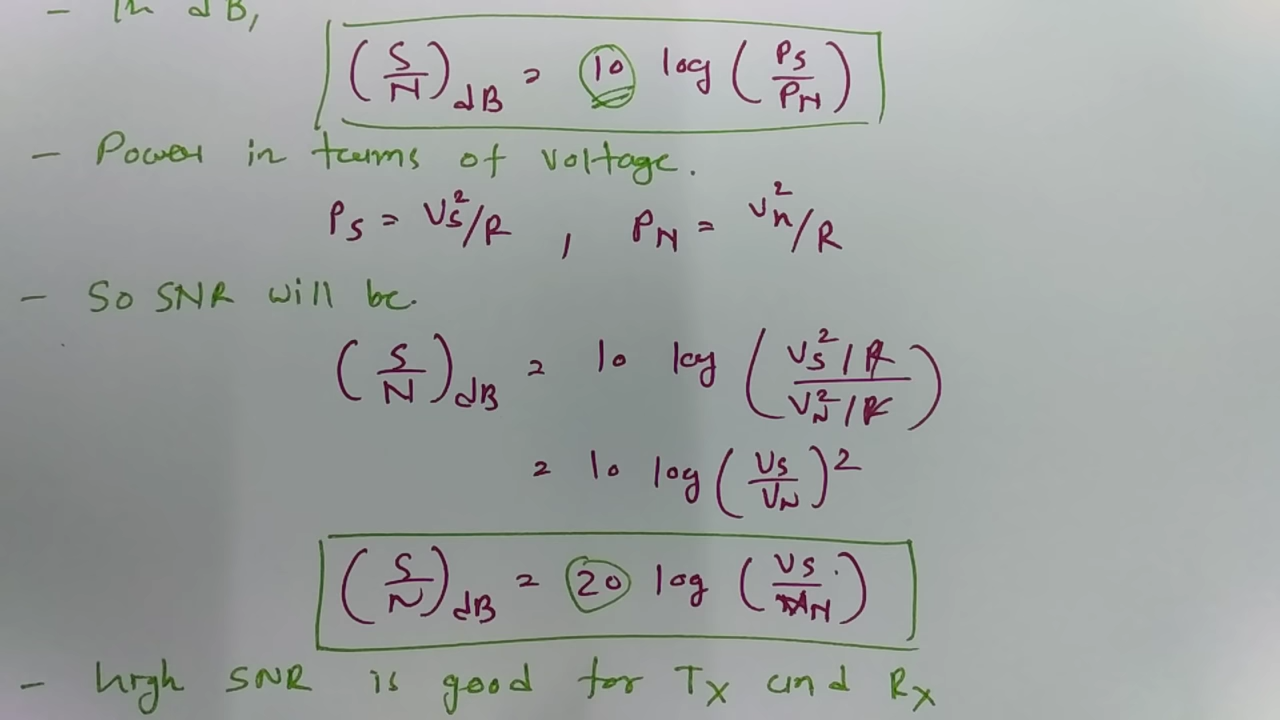 - In dB,
(S/N)dB = 10 log (PS/PN)
- Power in terms of voltage.
PS = VS²/R , PN = Vn²/R
- So SNR will be.
(S/N)dB = 10 log (VS²/R / VN²/R)
= 10 log (VS/VN)²
(S/N)dB = 20 log (VS/VN)
- high SNR is good for Tx and Rx